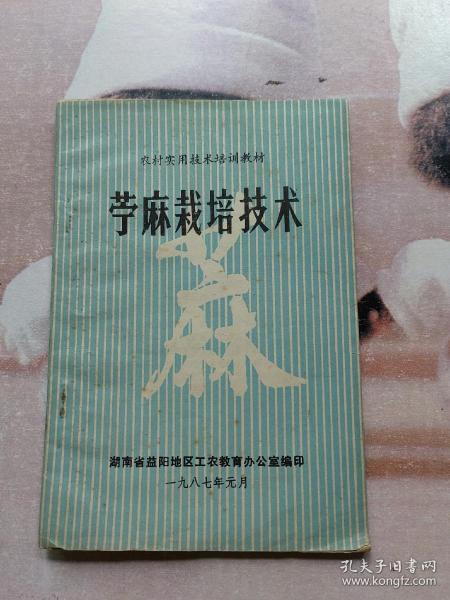 农村实用技术培训教材
苧麻栽培技术
苧麻
湖南省益阳地区工农教育办公室编印
一九八七年元月
孔夫子旧书网
www.kongfz.com